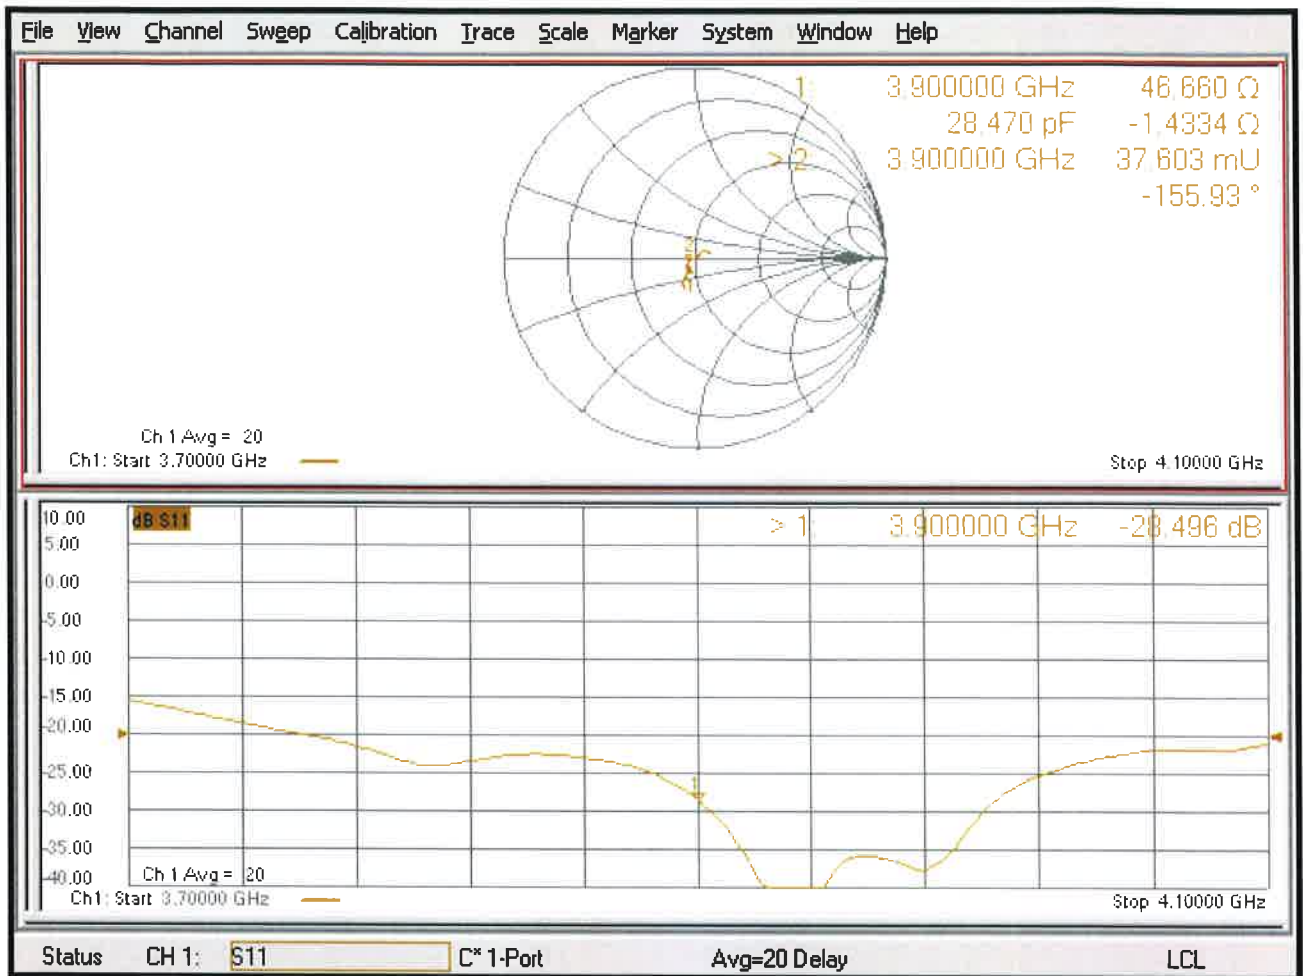 File View Channel Sweep Calibration Trace Scale Marker System Window Help
1: 3.900000 GHz 46.660 Ω
28.470 pF -1.4334 Ω
> 2 3.900000 GHz 37.603 mU
-155.93 °
Ch 1 Avg = 20
Ch1: Start 3.70000 GHz
Stop 4.10000 GHz
10.00 dB S11 > 1: 3.900000 GHz -28.496 dB
5.00
0.00
-5.00
-10.00
-15.00
-20.00
-25.00
1
-30.00
-35.00
-40.00
Ch 1 Avg = 20
Ch1: Start 3.70000 GHz
Stop 4.10000 GHz
Status CH 1: S11 C* 1-Port Avg=20 Delay LCL